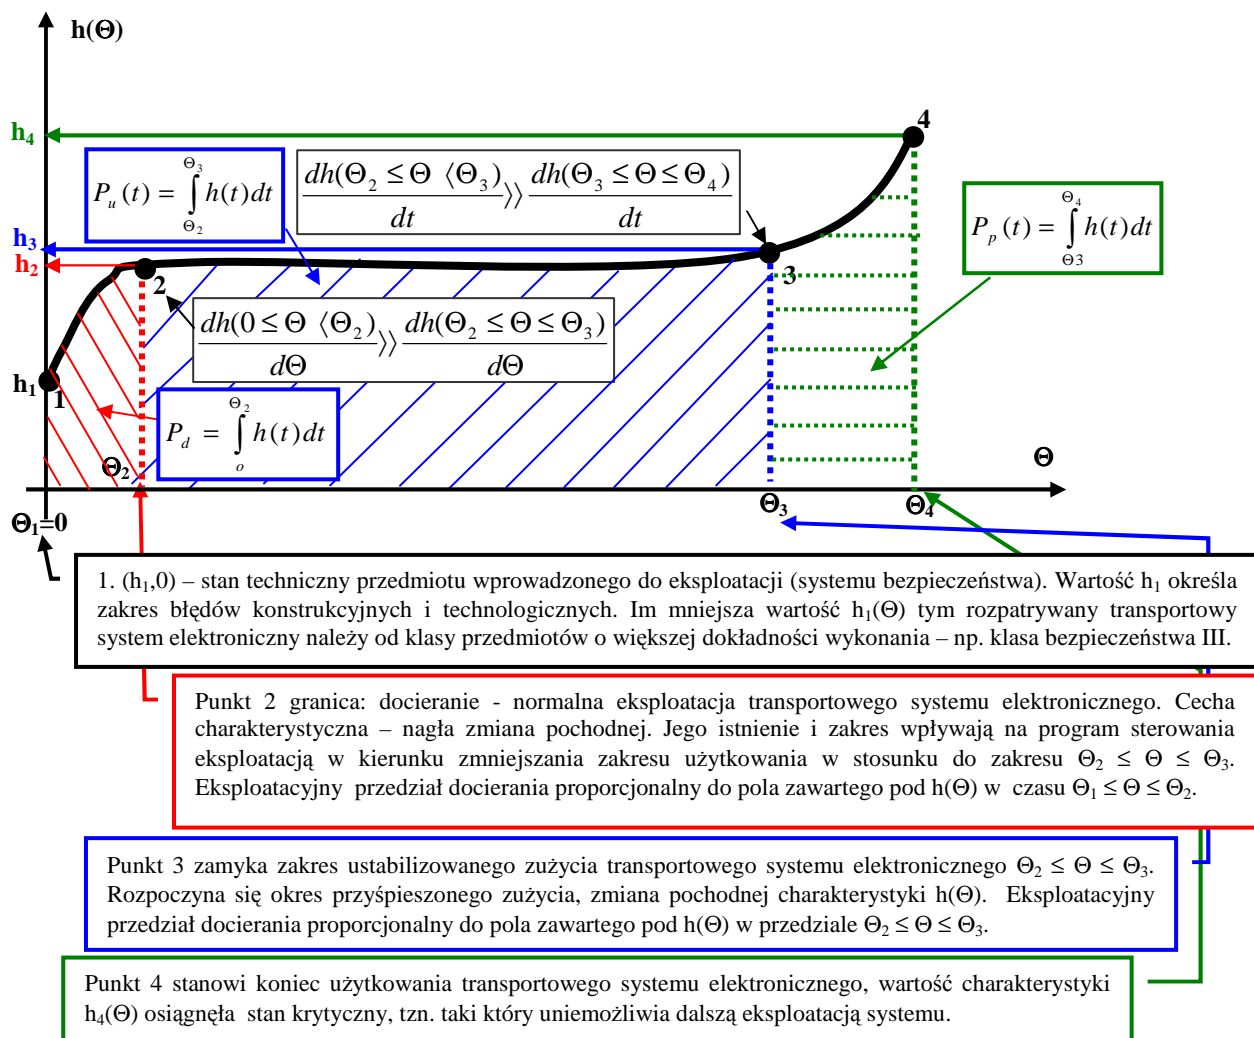 h(Θ)
h₄
4
P_u(t) = ∫_{Θ₂}^{Θ₃} h(t)dt
dh(Θ₂ ≤ Θ ⟨Θ₃)/dt ⟩⟩ dh(Θ₃ ≤ Θ ≤ Θ₄)/dt
P_p(t) = ∫_{Θ3}^{Θ₄} h(t)dt
h₃
h₂
2
3
dh(0 ≤ Θ ⟨Θ₂)/dΘ ⟩⟩ dh(Θ₂ ≤ Θ ≤ Θ₃)/dΘ
h₁
1
P_d = ∫_{o}^{Θ₂} h(t)dt
Θ₂
Θ
Θ₁=0
Θ₃
Θ₄
1. (h₁,0) – stan techniczny przedmiotu wprowadzonego do eksploatacji (systemu bezpieczeństwa). Wartość h₁ określa
zakres błędów konstrukcyjnych i technologicznych. Im mniejsza wartość h₁(Θ) tym rozpatrywany transportowy
system elektroniczny należy od klasy przedmiotów o większej dokładności wykonania – np. klasa bezpieczeństwa III.
Punkt 2 granica: docieranie - normalna eksploatacja transportowego systemu elektronicznego. Cecha
charakterystyczna – nagła zmiana pochodnej. Jego istnienie i zakres wpływają na program sterowania
eksploatacją w kierunku zmniejszania zakresu użytkowania w stosunku do zakresu Θ₂ ≤ Θ ≤ Θ₃.
Eksploatacyjny przedział docierania proporcjonalny do pola zawartego pod h(Θ) w czasu Θ₁ ≤ Θ ≤ Θ₂.
Punkt 3 zamyka zakres ustabilizowanego zużycia transportowego systemu elektronicznego Θ₂ ≤ Θ ≤ Θ₃.
Rozpoczyna się okres przyśpieszonego zużycia, zmiana pochodnej charakterystyki h(Θ). Eksploatacyjny
przedział docierania proporcjonalny do pola zawartego pod h(Θ) w przedziale Θ₂ ≤ Θ ≤ Θ₃.
Punkt 4 stanowi koniec użytkowania transportowego systemu elektronicznego, wartość charakterystyki
h₄(Θ) osiągnęła stan krytyczny, tzn. taki który uniemożliwia dalszą eksploatacją systemu.